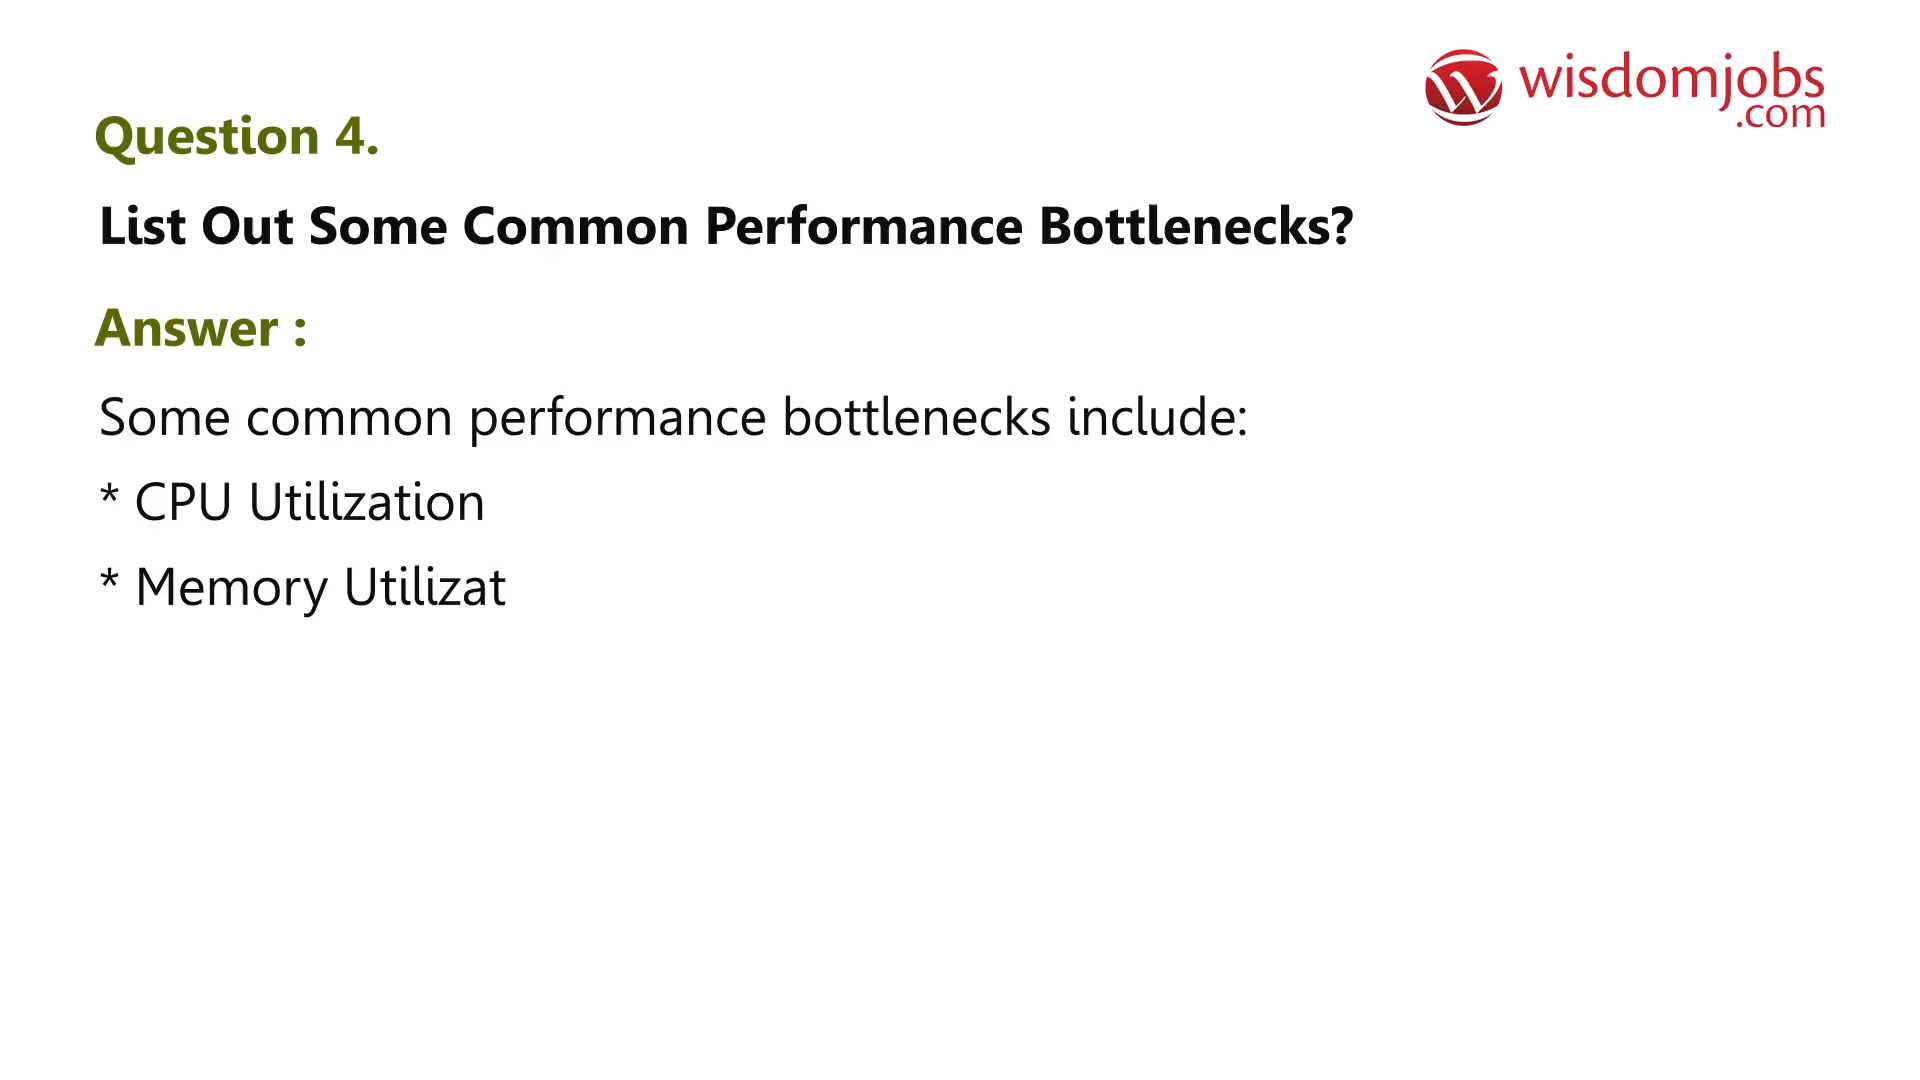 wisdomjobs
.com
Question 4.
List Out Some Common Performance Bottlenecks?
Answer :
Some common performance bottlenecks include:
* CPU Utilization
* Memory Utilizat